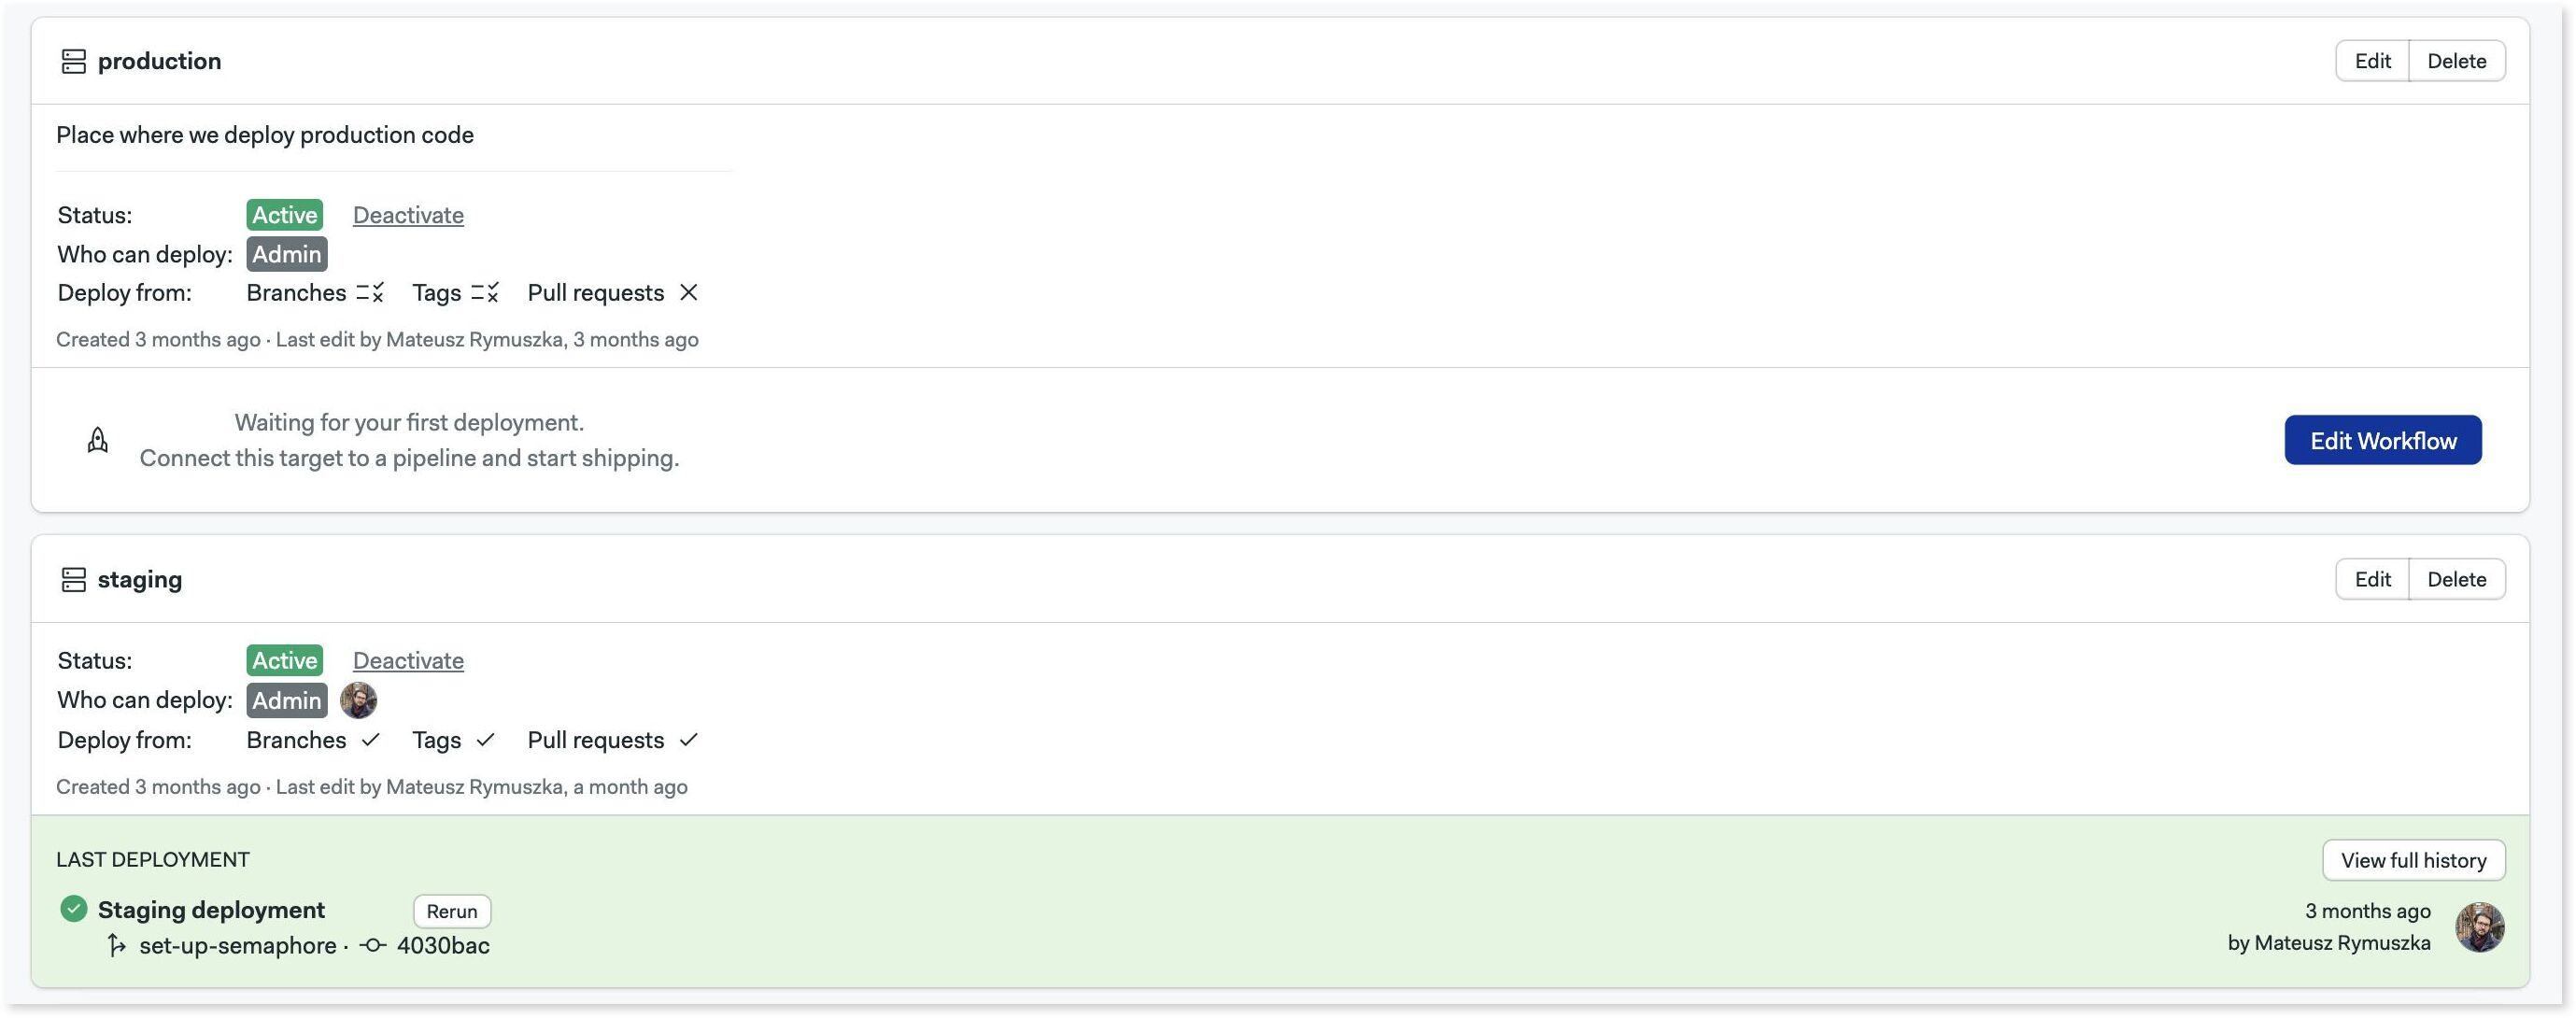 production
Edit Delete
Place where we deploy production code
Status: Active Deactivate
Who can deploy: Admin
Deploy from: Branches Tags Pull requests
Created 3 months ago · Last edit by Mateusz Rymuszka, 3 months ago
Waiting for your first deployment.
Connect this target to a pipeline and start shipping.
Edit Workflow
staging
Edit Delete
Status: Active Deactivate
Who can deploy: Admin
Deploy from: Branches Tags Pull requests
Created 3 months ago · Last edit by Mateusz Rymuszka, a month ago
LAST DEPLOYMENT
View full history
Staging deployment Rerun
set-up-semaphore · 4030bac
3 months ago
by Mateusz Rymuszka